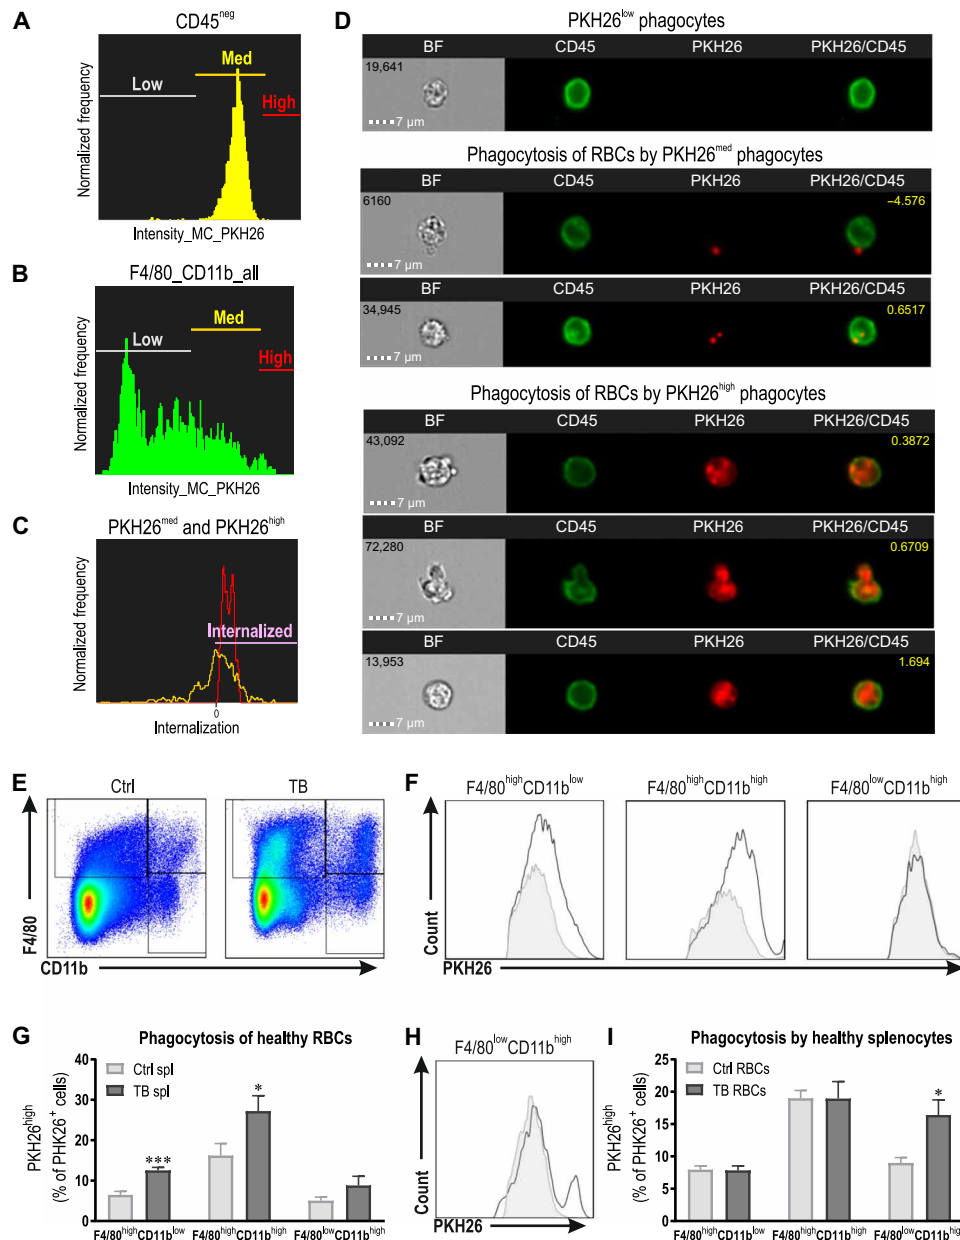 A
CD45neg
Normalized frequency
Low
Med
High
Intensity_MC_PKH26
B
F4/80_CD11b_all
Normalized frequency
Low
Med
High
Intensity_MC_PKH26
C
PKH26med and PKH26high
Normalized frequency
Internalized
0
Internalization
D
PKH26low phagocytes
BF CD45 PKH26 PKH26/CD45
19,641
7 µm
Phagocytosis of RBCs by PKH26med phagocytes
BF CD45 PKH26 PKH26/CD45
6160 −4.576
7 µm
BF CD45 PKH26 PKH26/CD45
34,945 0.6517
7 µm
Phagocytosis of RBCs by PKH26high phagocytes
BF CD45 PKH26 PKH26/CD45
43,092 0.3872
7 µm
BF CD45 PKH26 PKH26/CD45
72,280 0.6709
7 µm
BF CD45 PKH26 PKH26/CD45
13,953 1.694
7 µm
E
Ctrl TB
F4/80
CD11b
F
F4/80highCD11blow F4/80highCD11bhigh F4/80lowCD11bhigh
Count
PKH26
G
Phagocytosis of healthy RBCs
PKH26high
(% of PHK26+ cells)
40
30
20
10
0
Ctrl spl
TB spl
***
*
F4/80highCD11blow F4/80highCD11bhigh F4/80lowCD11bhigh
H
F4/80lowCD11bhigh
Count
PKH26
I
Phagocytosis by healthy splenocytes
PKH26high
(% of PHK26+ cells)
25
20
15
10
5
0
Ctrl RBCs
TB RBCs
*
F4/80highCD11blow F4/80highCD11bhigh F4/80lowCD11bhigh